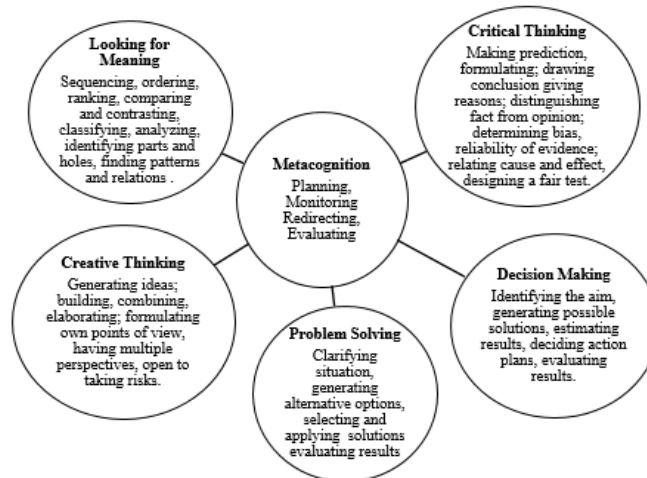 Looking for
Meaning
Sequencing, ordering,
ranking, comparing
and contrasting,
classifying, analyzing,
identifying parts and
holes, finding patterns
and relations .
Critical Thinking
Making prediction,
formulating; drawing
conclusion giving
reasons; distinguishing
fact from opinion;
determining bias,
reliability of evidence;
relating cause and effect,
designing a fair test.
Metacognition
Planning,
Monitoring
Redirecting,
Evaluating
Creative Thinking
Generating ideas;
building, combining,
elaborating; formulating
own points of view,
having multiple
perspectives, open to
taking risks.
Problem Solving
Clarifying
situation,
generating
alternative options,
selecting and
applying solutions
evaluating results
Decision Making
Identifying the aim,
generating possible
solutions, estimating
results, deciding action
plans, evaluating
results.